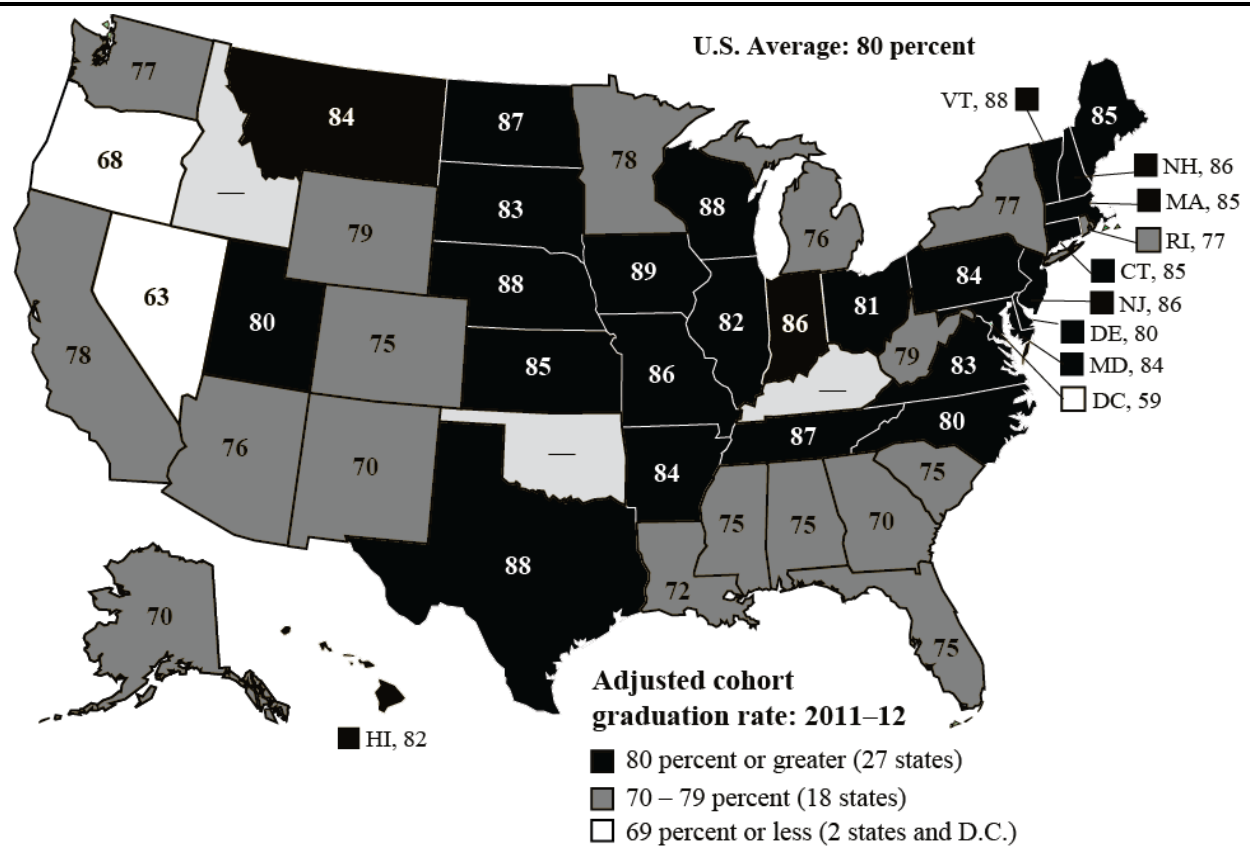 U.S. Average: 80 percent
77
84
87
78
VT, 88
85
68
—
83
88
77
NH, 86
MA, 85
RI, 77
79
76
89
84
CT, 85
63
88
NJ, 86
80
82
86
81
DE, 80
78
75
85
86
79
83
MD, 84
—
DC, 59
76
70
—
84
87
80
75
75
75
70
88
72
70
75
HI, 82
Adjusted cohort
graduation rate: 2011–12
80 percent or greater (27 states)
70 – 79 percent (18 states)
69 percent or less (2 states and D.C.)